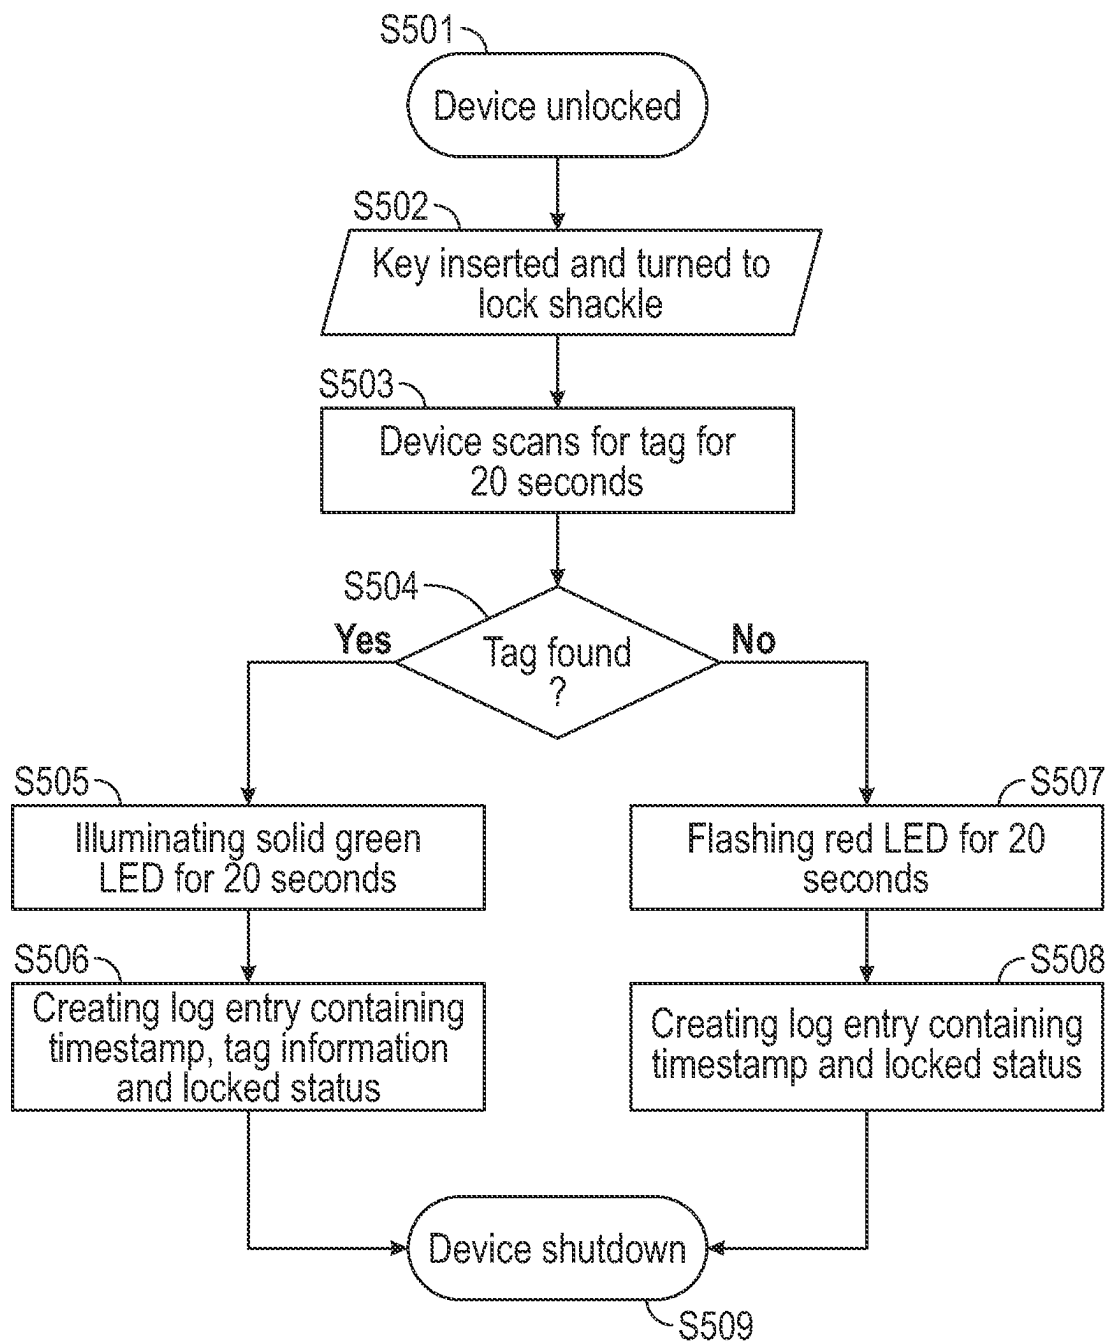 S501
Device unlocked
S502
Key inserted and turned to
lock shackle
S503
Device scans for tag for
20 seconds
S504
Yes
Tag found
?
No
S505
Illuminating solid green
LED for 20 seconds
S507
Flashing red LED for 20
seconds
S506
Creating log entry containing
timestamp, tag information
and locked status
S508
Creating log entry containing
timestamp and locked status
Device shutdown
S509